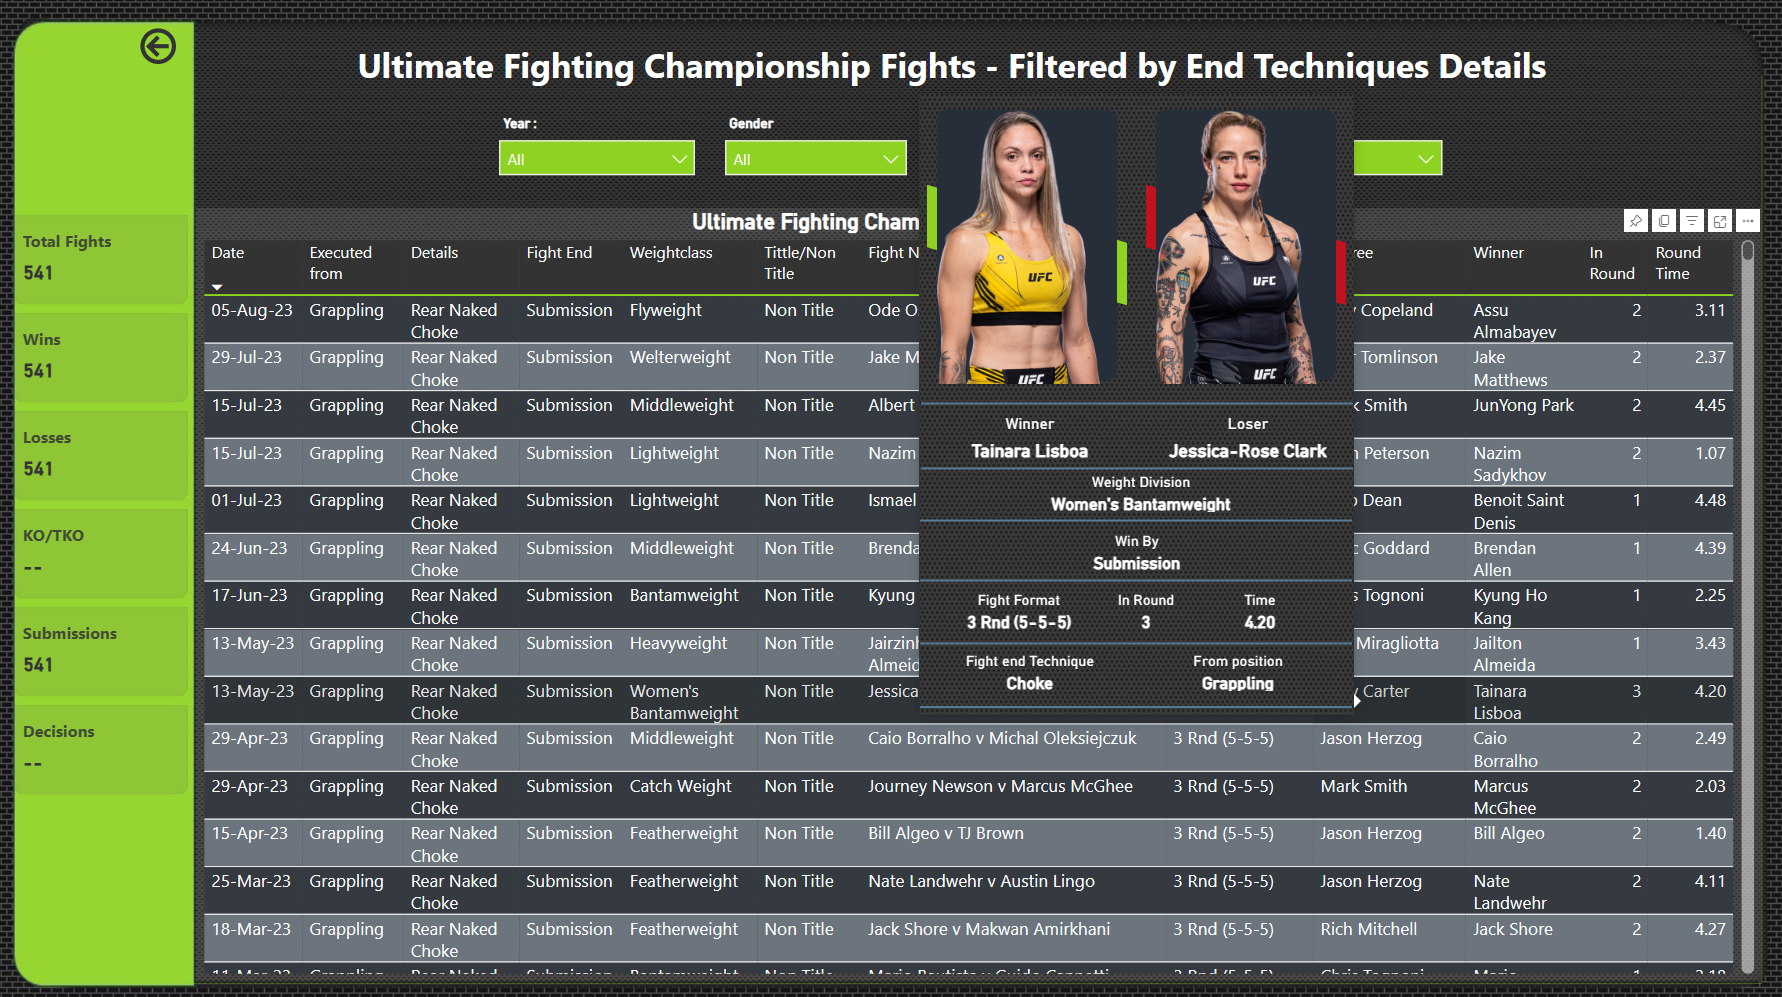 Ultimate Fighting Championship Fights - Filtered by End Techniques Details
Year :
Gender
All
All
Total Fights
541
Wins
541
Losses
541
KO/TKO
--
Submissions
541
Decisions
--
Ultimate Fighting Cham
Date
Executed
from
Details
Fight End
Weightclass
Tittle/Non
Title
Fight N
ree
Winner
In
Round
Round
Time
05-Aug-23 Grappling Rear Naked Submission Flyweight Non Title Ode O y Copeland Assu 2 3.11
Choke Almabayev
29-Jul-23 Grappling Rear Naked Submission Welterweight Non Title Jake M r Tomlinson Jake 2 2.37
Choke Matthews
15-Jul-23 Grappling Rear Naked Submission Middleweight Non Title Albert k Smith JunYong Park 2 4.45
Choke
15-Jul-23 Grappling Rear Naked Submission Lightweight Non Title Nazim n Peterson Nazim 2 1.07
Choke Sadykhov
01-Jul-23 Grappling Rear Naked Submission Lightweight Non Title Ismael Dean Benoit Saint 1 4.48
Choke Denis
24-Jun-23 Grappling Rear Naked Submission Middleweight Non Title Brenda c Goddard Brendan 1 4.39
Choke Allen
17-Jun-23 Grappling Rear Naked Submission Bantamweight Non Title Kyung s Tognoni Kyung Ho 1 2.25
Choke Kang
13-May-23 Grappling Rear Naked Submission Heavyweight Non Title Jairzinh Miragliotta Jailton 1 3.43
Choke Almeid Almeida
13-May-23 Grappling Rear Naked Submission Women's Non Title Jessica y Carter Tainara 3 4.20
Choke Bantamweight Lisboa
29-Apr-23 Grappling Rear Naked Submission Middleweight Non Title Caio Borralho v Michal Oleksiejczuk 3 Rnd (5-5-5) Jason Herzog Caio 2 2.49
Choke Borralho
29-Apr-23 Grappling Rear Naked Submission Catch Weight Non Title Journey Newson v Marcus McGhee 3 Rnd (5-5-5) Mark Smith Marcus 2 2.03
Choke McGhee
15-Apr-23 Grappling Rear Naked Submission Featherweight Non Title Bill Algeo v TJ Brown 3 Rnd (5-5-5) Jason Herzog Bill Algeo 2 1.40
Choke
25-Mar-23 Grappling Rear Naked Submission Featherweight Non Title Nate Landwehr v Austin Lingo 3 Rnd (5-5-5) Jason Herzog Nate 2 4.11
Choke Landwehr
18-Mar-23 Grappling Rear Naked Submission Featherweight Non Title Jack Shore v Makwan Amirkhani 3 Rnd (5-5-5) Rich Mitchell Jack Shore 2 4.27
Choke
UFC
UFC
UFC
UFC
Winner
Loser
Tainara Lisboa
Jessica-Rose Clark
Weight Division
Women's Bantamweight
Win By
Submission
Fight Format
In Round
Time
3 Rnd (5-5-5)
3
4.20
Fight end Technique
From position
Choke
Grappling